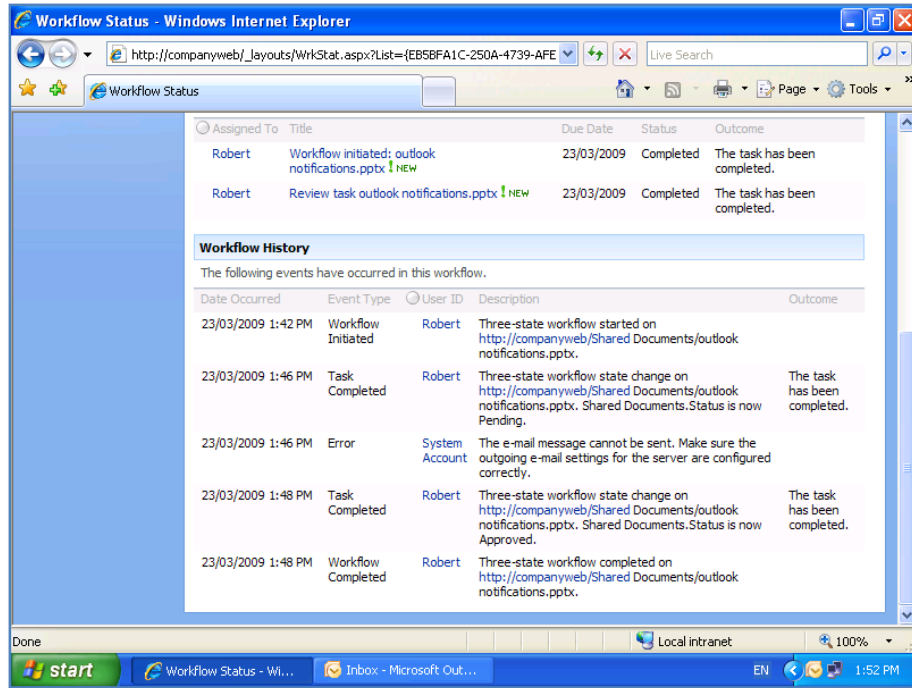 Workflow Status - Windows Internet Explorer
http://companyweb/_layouts/WrkStat.aspx?List={EB5BFA1C-250A-4739-AFE
Live Search
Workflow Status
Page
Tools
»
Assigned To Title Due Date Status Outcome
Robert Workflow initiated: outlook 23/03/2009 Completed The task has been
notifications.pptx ! NEW completed.
Robert Review task outlook notifications.pptx ! NEW 23/03/2009 Completed The task has been
completed.
Workflow History
The following events have occurred in this workflow.
Date Occurred Event Type User ID Description Outcome
23/03/2009 1:42 PM Workflow Robert Three-state workflow started on
Initiated http://companyweb/Shared Documents/outlook
notifications.pptx.
23/03/2009 1:46 PM Task Robert Three-state workflow state change on The task
Completed http://companyweb/Shared Documents/outlook has been
notifications.pptx. Shared Documents.Status is now completed.
Pending.
23/03/2009 1:46 PM Error System The e-mail message cannot be sent. Make sure the
Account outgoing e-mail settings for the server are configured
correctly.
23/03/2009 1:48 PM Task Robert Three-state workflow state change on The task
Completed http://companyweb/Shared Documents/outlook has been
notifications.pptx. Shared Documents.Status is now completed.
Approved.
23/03/2009 1:48 PM Workflow Robert Three-state workflow completed on
Completed http://companyweb/Shared Documents/outlook
notifications.pptx.
Done Local intranet 100%
start Workflow Status - Wi... Inbox - Microsoft Out... EN 1:52 PM